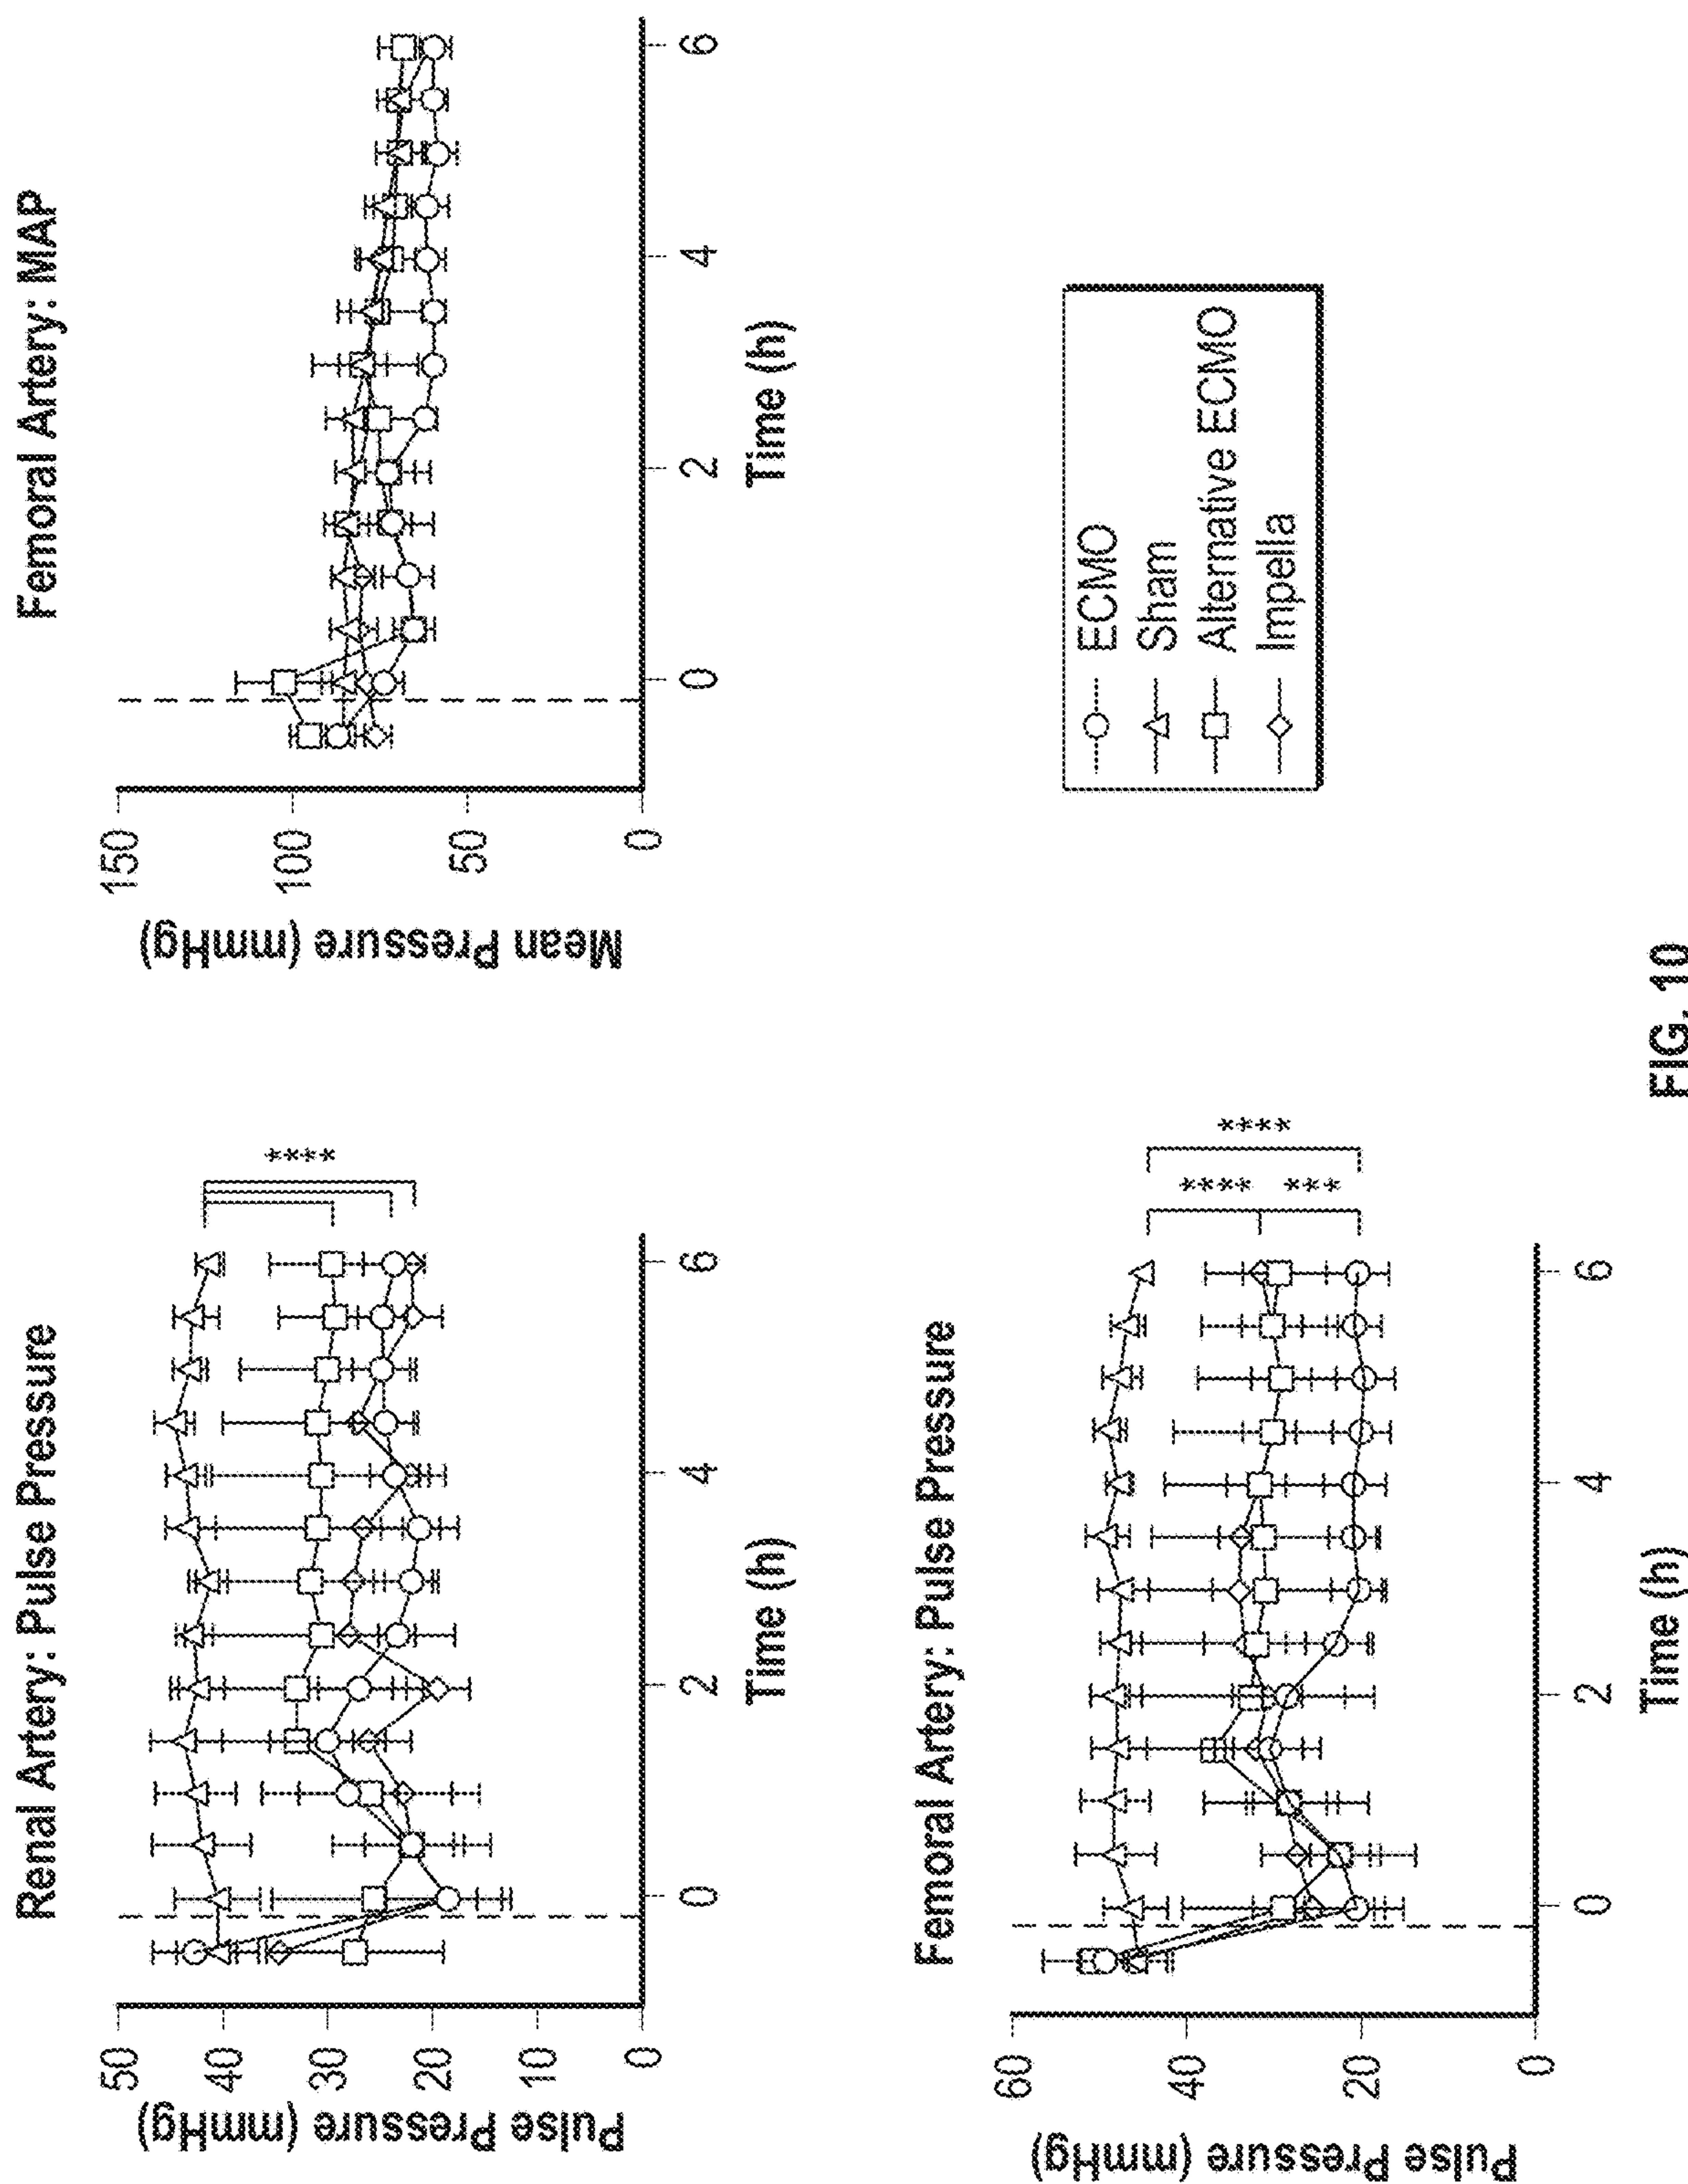 Renal Artery: Pulse Pressure
Pulse Pressure (mmHg)
50
40
30
20
10
0
0
2
4
6
Time (h)
****
Femoral Artery: MAP
Mean Pressure (mmHg)
150
100
50
0
0
2
4
6
Time (h)
Femoral Artery: Pulse Pressure
Pulse Pressure (mmHg)
60
40
20
0
0
2
4
6
Time (h)
****
***
****
ECMO
Sham
Alternative ECMO
Impella
FIG. 10